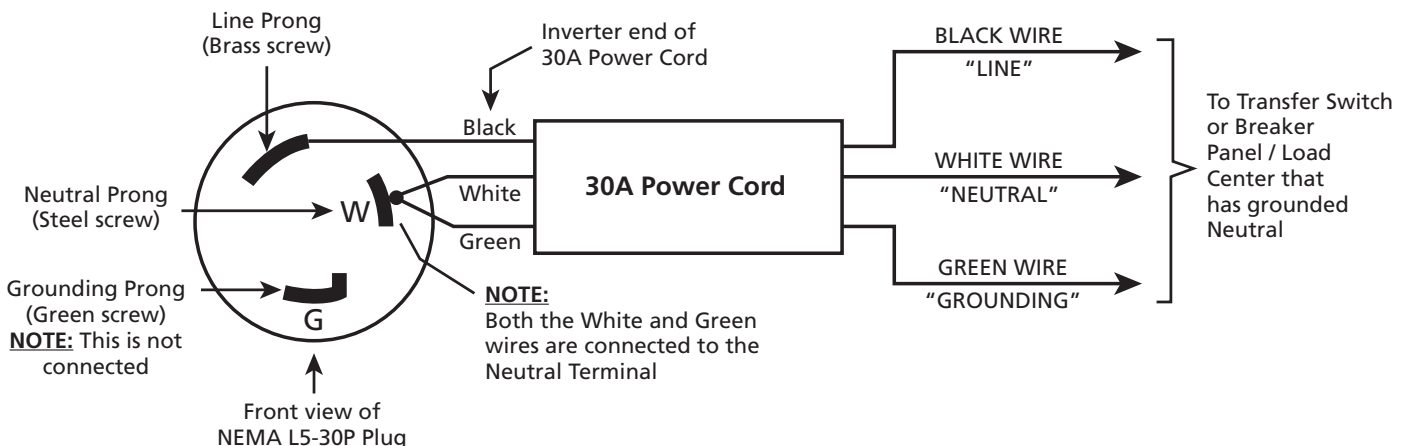 Line Prong
(Brass screw)
Inverter end of
30A Power Cord
BLACK WIRE
“LINE”
To Transfer Switch
or Breaker
Panel / Load
Center that
has grounded
Neutral
Black
30A Power Cord
WHITE WIRE
“NEUTRAL”
Neutral Prong
(Steel screw)
W
White
Green
GREEN WIRE
“GROUNDING”
Grounding Prong
(Green screw)
NOTE: This is not
connected
G
NOTE:
Both the White and Green
wires are connected to the
Neutral Terminal
Front view of
NEMA L5-30P Plug